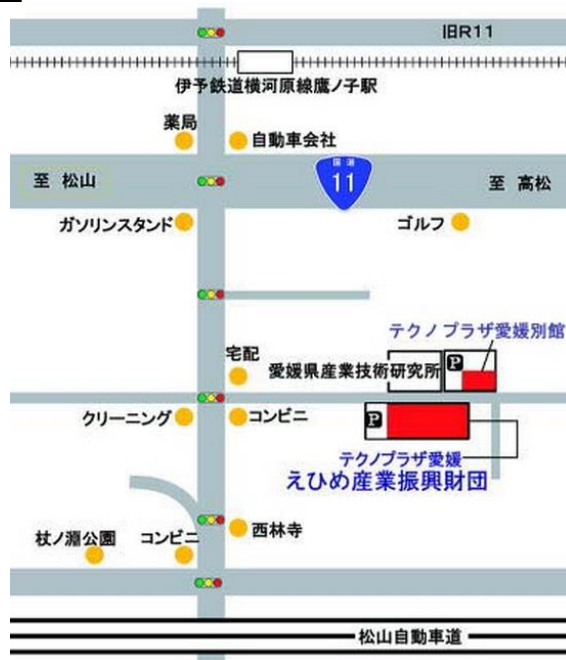 旧R11
伊予鉄道横河原線鷹ノ子駅
薬局
自動車会社
至 松山
国道
11
至 高松
ガソリンスタンド
ゴルフ
テクノプラザ愛媛別館
宅配
愛媛県産業技術研究所
P
クリーニング
コンビニ
P
テクノプラザ愛媛
えひめ産業振興財団
杖ノ淵公園
コンビニ
西林寺
松山自動車道